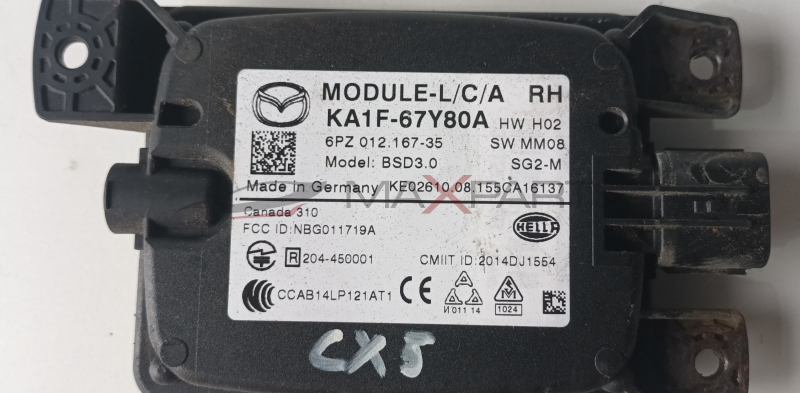 MODULE-L/C/A RH
KA1F-67Y80A HW H02
6PZ 012.167-35 SW MM08
Model: BSD3.0 SG2-M
Made in Germany KE02610.08.155CA16137
MAXPART
Canada 310
FCC ID:NBG011719A
HELLA
R 204-450001 CMIIT ID:2014DJ1554
CCAB14LP121AT1 CE И 011 14 1024
CX5